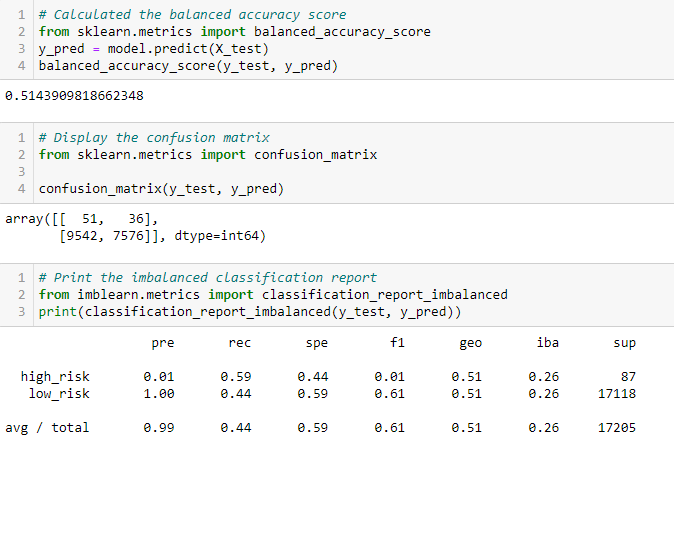 1 # Calculated the balanced accuracy score
2 from sklearn.metrics import balanced_accuracy_score
3 y_pred = model.predict(X_test)
4 balanced_accuracy_score(y_test, y_pred)
0.5143909818662348
1 # Display the confusion matrix
2 from sklearn.metrics import confusion_matrix
3
4 confusion_matrix(y_test, y_pred)
array([[  51,   36],
       [9542, 7576]], dtype=int64)
1 # Print the imbalanced classification report
2 from imblearn.metrics import classification_report_imbalanced
3 print(classification_report_imbalanced(y_test, y_pred))
pre rec spe f1 geo iba sup
high_risk 0.01 0.59 0.44 0.01 0.51 0.26 87
low_risk 1.00 0.44 0.59 0.61 0.51 0.26 17118
avg / total 0.99 0.44 0.59 0.61 0.51 0.26 17205